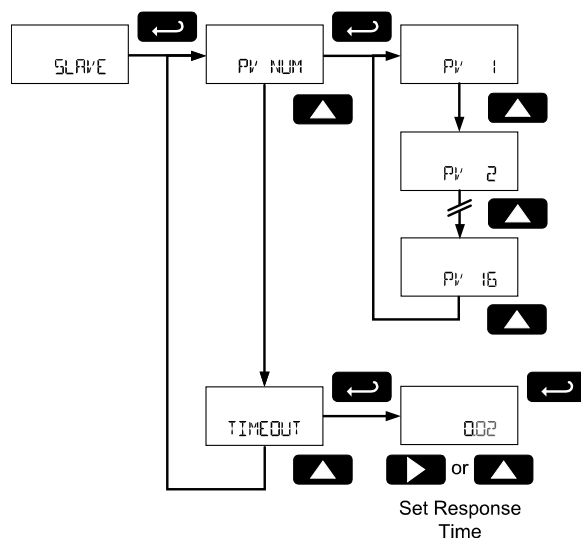 SLAVE
PV NUM
PV 1
PV 2
PV 16
TIMEOUT
0.02
or
Set Response
Time